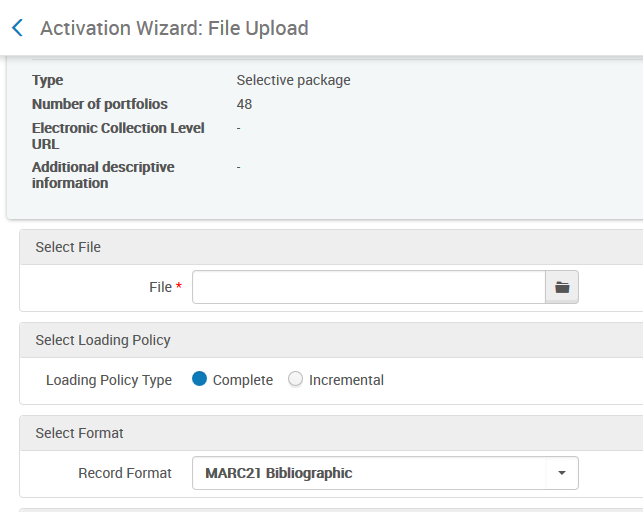 Activation Wizard: File Upload
Type Selective package
Number of portfolios 48
Electronic Collection Level -
URL
Additional descriptive -
information
Select File
File *
Select Loading Policy
Loading Policy Type Complete Incremental
Select Format
Record Format MARC21 Bibliographic